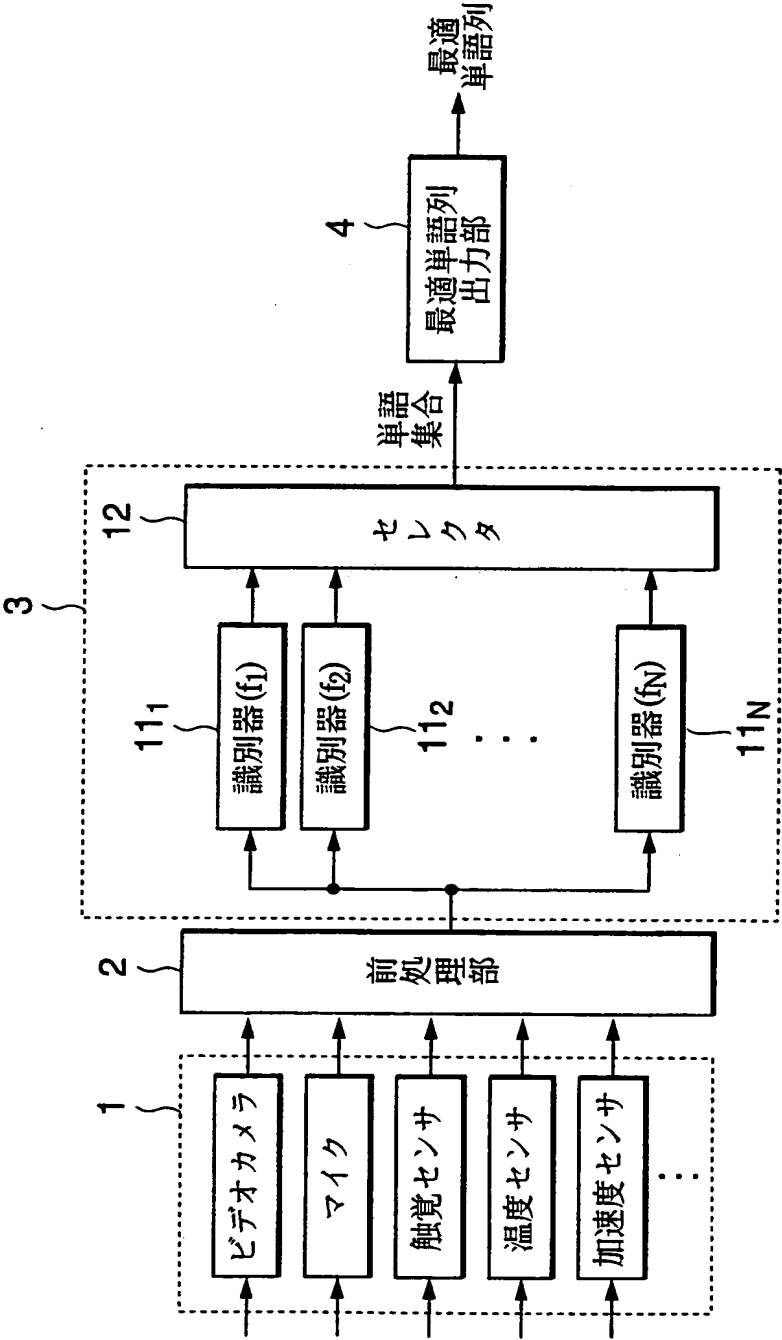 1
ビデオカメラ
マイク
触覚センサ
温度センサ
加速度センサ
...
2
前処理部
3
11₁
識別器(f₁)
識別器(f₂)
11₂
...
識別器(fN)
11N
12
セレクタ
単語
集合
4
最適単語列
出力部
最適
単語列